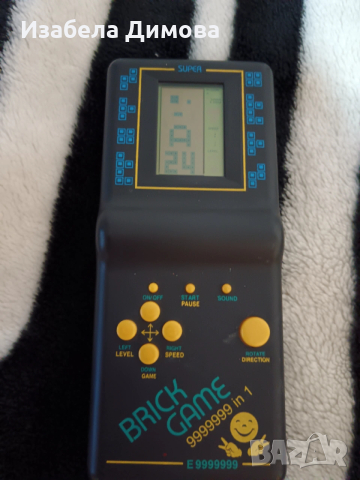 Изабела Димова
SUPER
A
24
ON/OFF
START
PAUSE
SOUND
LEFT
LEVEL
RIGHT
SPEED
DOWN
GAME
ROTATE
DIRECTION
BRICK
GAME
9999999 in 1
E 9999999
BAZAR